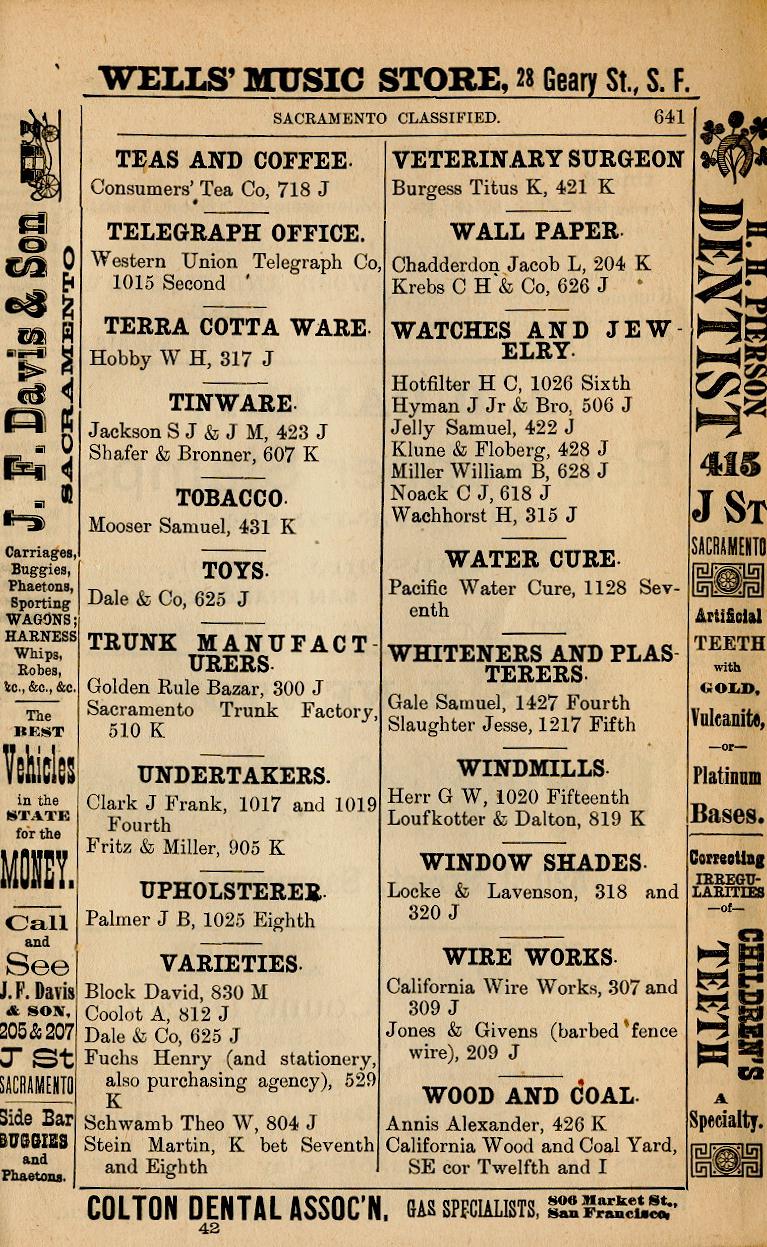 WELLS' MUSIC STORE, 28 Geary St., S. F.
SACRAMENTO CLASSIFIED. 641
TEAS AND COFFEE.
Consumers' Tea Co, 718 J
TELEGRAPH OFFICE.
Western Union Telegraph Co,
1015 Second
TERRA COTTA WARE.
Hobby W H, 317 J
TINWARE.
Jackson S J & J M, 423 J
Shafer & Bronner, 607 K
TOBACCO.
Mooser Samuel, 431 K
TOYS.
Dale & Co, 625 J
TRUNK MANUFACT-
URERS.
Golden Rule Bazar, 300 J
Sacramento Trunk Factory,
510 K
UNDERTAKERS.
Clark J Frank, 1017 and 1019
Fourth
Fritz & Miller, 905 K
UPHOLSTERER.
Palmer J B, 1025 Eighth
VARIETIES.
Block David, 830 M
Coolot A, 812 J
Dale & Co, 625 J
Fuchs Henry (and stationery,
also purchasing agency), 529
K
Schwamb Theo W, 804 J
Stein Martin, K bet Seventh
and Eighth
VETERINARY SURGEON
Burgess Titus K, 421 K
WALL PAPER.
Chadderdon Jacob L, 204 K
Krebs C H & Co, 626 J
WATCHES AND JEW-
ELRY.
Hotfilter H C, 1026 Sixth
Hyman J Jr & Bro, 506 J
Jelly Samuel, 422 J
Klune & Floberg, 428 J
Miller William B, 628 J
Noack C J, 618 J
Wachhorst H, 315 J
WATER CURE.
Pacific Water Cure, 1128 Sev-
enth
WHITENERS AND PLAS-
TERERS.
Gale Samuel, 1427 Fourth
Slaughter Jesse, 1217 Fifth
WINDMILLS.
Herr G W, 1020 Fifteenth
Loufkotter & Dalton, 819 K
WINDOW SHADES.
Locke & Lavenson, 318 and
320 J
WIRE WORKS.
California Wire Works, 307 and
309 J
Jones & Givens (barbed fence
wire), 209 J
WOOD AND COAL.
Annis Alexander, 426 K
California Wood and Coal Yard,
SE cor Twelfth and I
J. F. Davis & Son
SACRAMENTO
Carriages,
Buggies,
Phaetons,
Sporting
WAGONS;
HARNESS
Whips,
Robes,
&c., &c., &c.
The
BEST
Vehicles
in the
STATE
for the
MONEY.
Call
and
See
J. F. Davis
& SON,
205 & 207
J St
SACRAMENTO
Side Bar
BUGGIES
and
Phaetons.
H. H. PIERSON
DENTIST
415
J ST
SACRAMENTO
Artificial
TEETH
with
GOLD,
Vulcanite,
—or—
Platinum
Bases.
Correcting
IRREGU-
LARITIES
—of—
CHILDREN'S
TEETH
A
Specialty.
COLTON DENTAL ASSOC'N, GAS SPECIALISTS, 806 Market St.,
San Francisco,
42